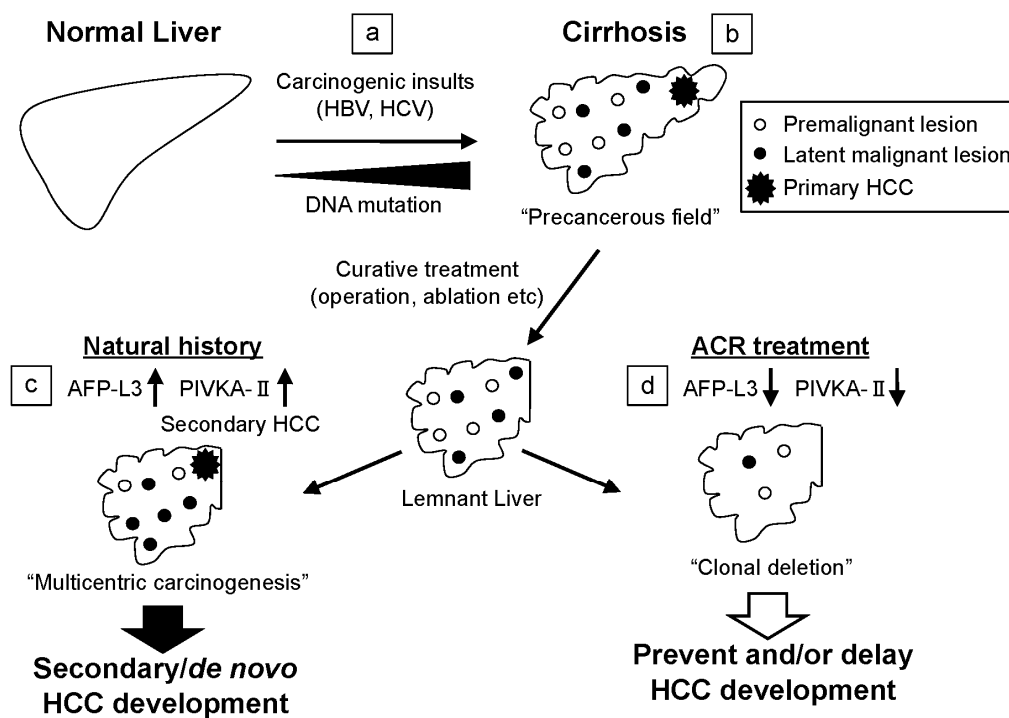 Normal Liver
a
Carcinogenic insults
(HBV, HCV)
DNA mutation
Cirrhosis
b
“Precancerous field”
Premalignant lesion
Latent malignant lesion
Primary HCC
Curative treatment
(operation, ablation etc)
Lemnant Liver
Natural history
c
AFP-L3 PIVKA-Ⅱ
Secondary HCC
“Multicentric carcinogenesis”
Secondary/de novo
HCC development
ACR treatment
d
AFP-L3 PIVKA-Ⅱ
“Clonal deletion”
Prevent and/or delay
HCC development